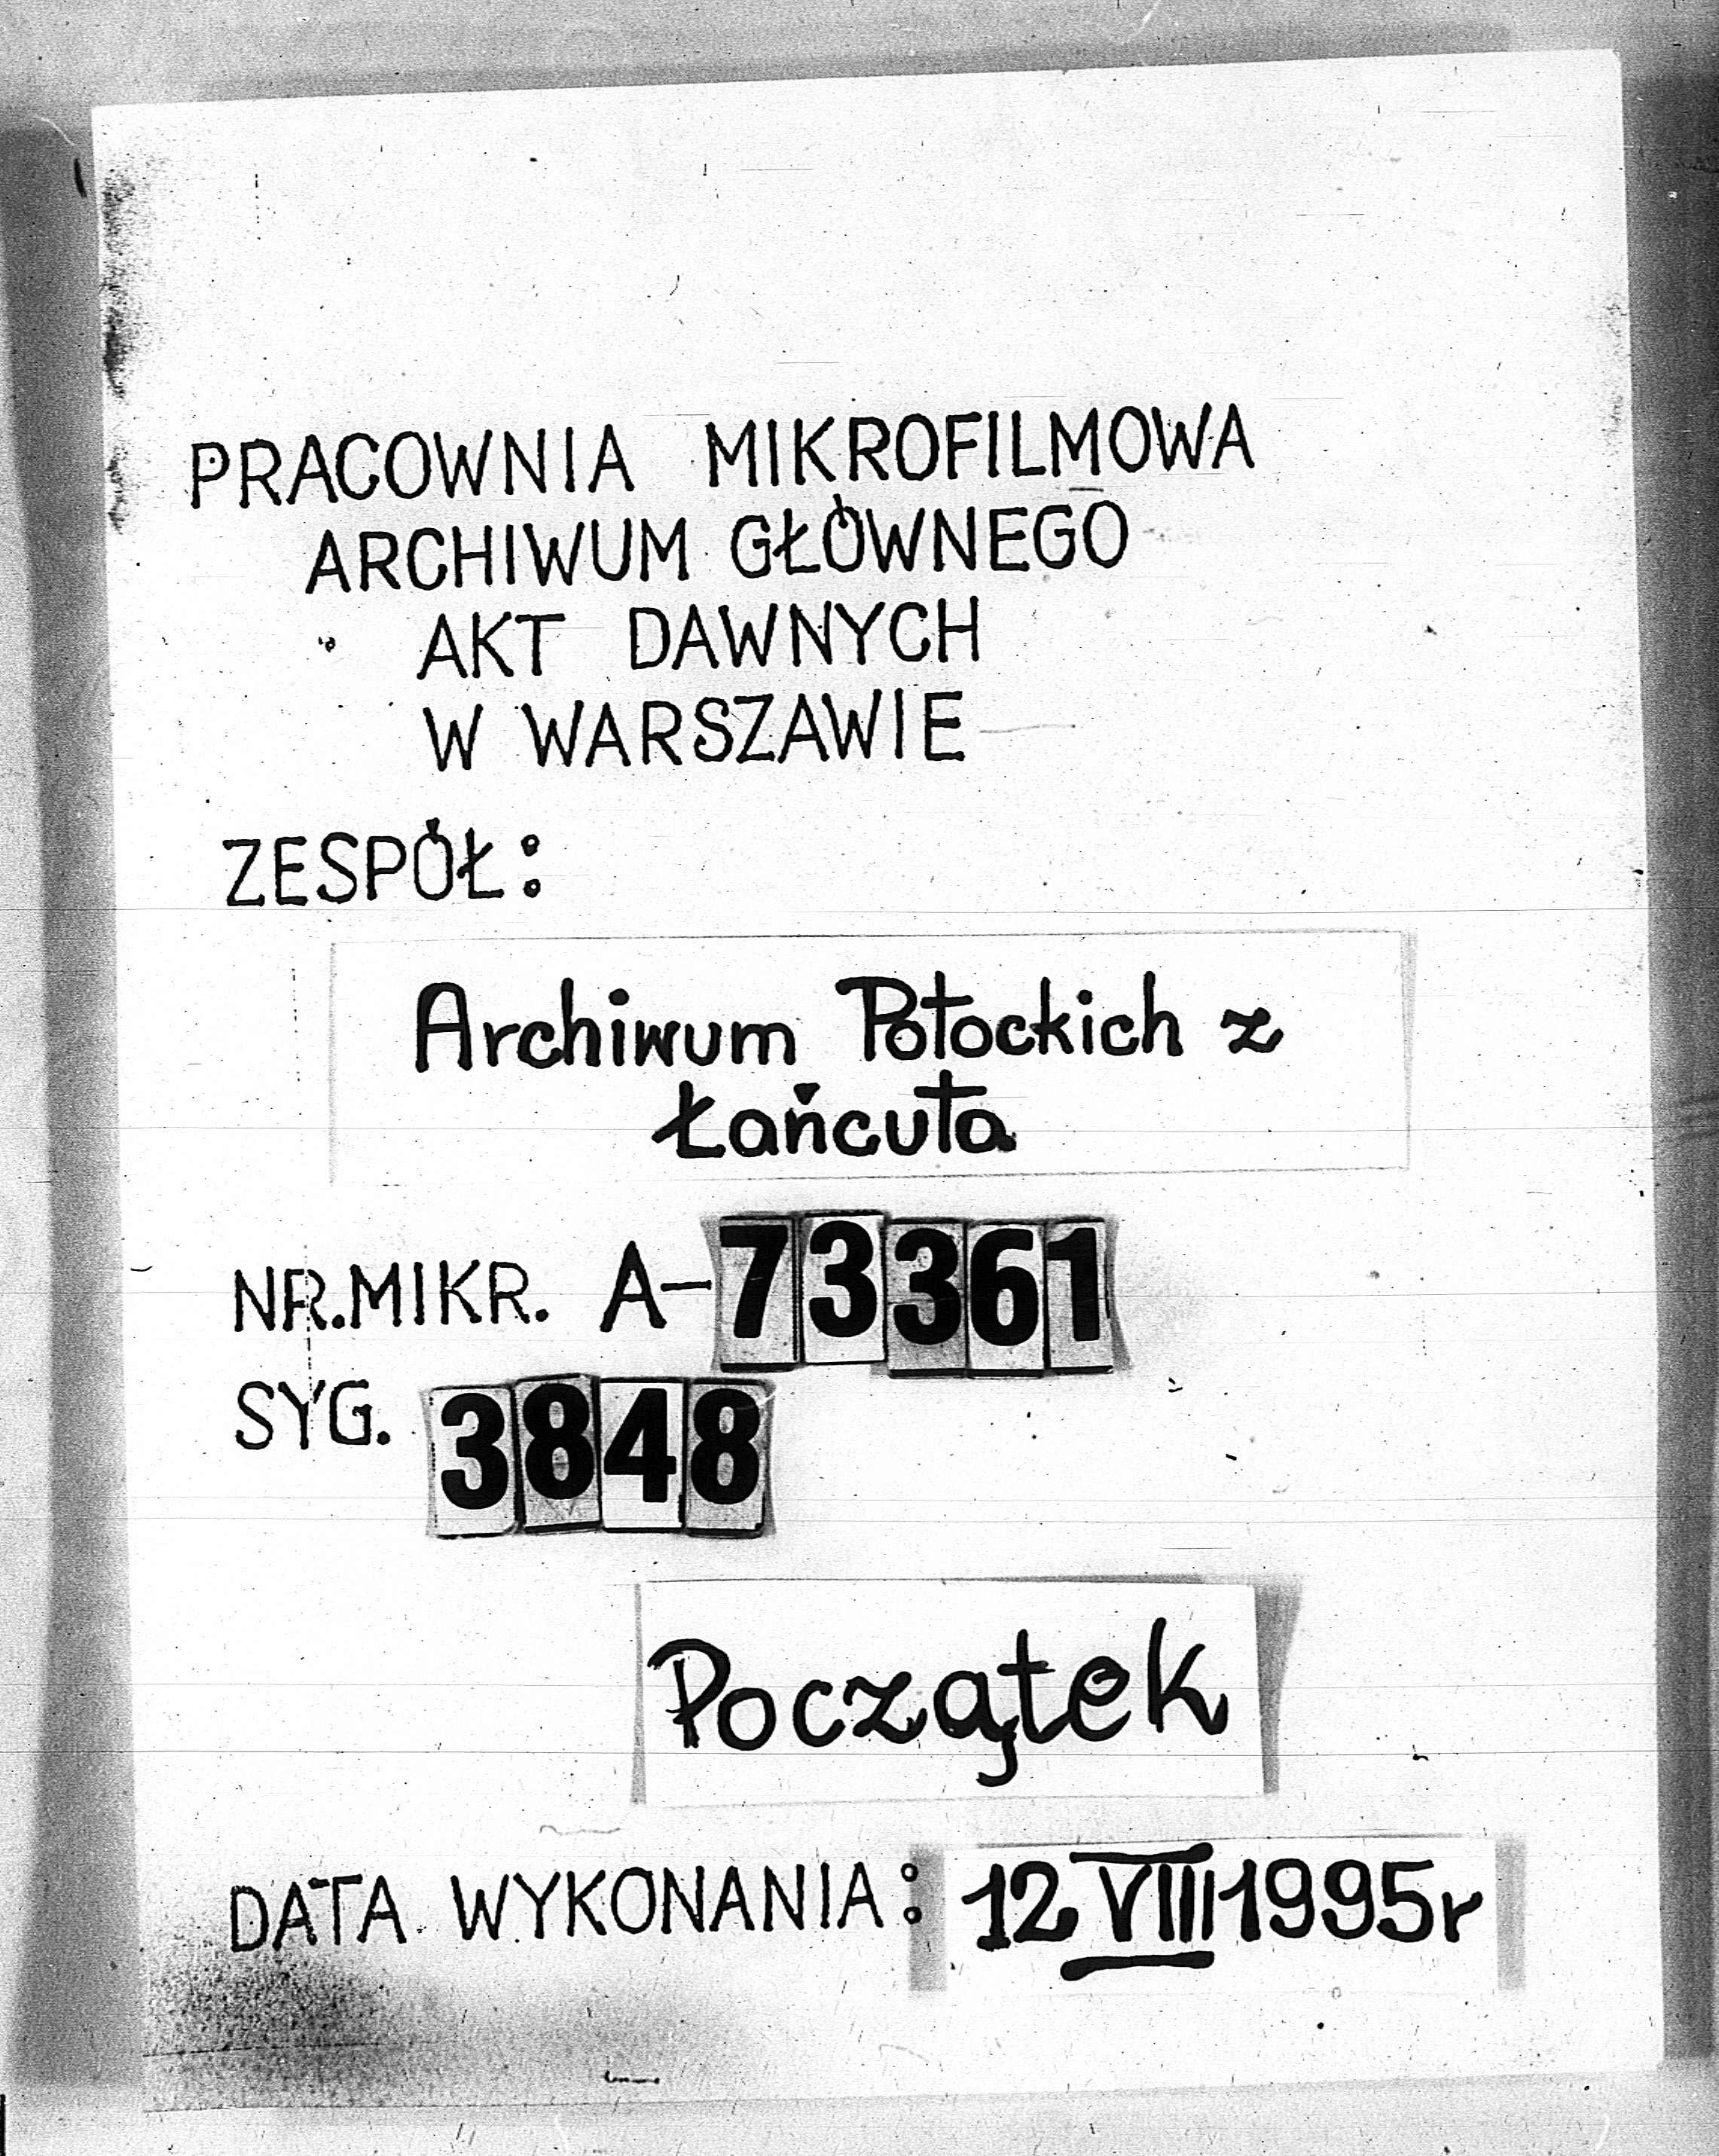 PRACOWNIA MIKROFILMOWA
ARCHIWUM GŁÓWNEGO
AKT DAWNYCH
W WARSZAWIE
ZESPÓŁ:
Archiwum Potockich z
Łańcuta
NR.MIKR. A-73361
SYG. 3848
Początek
DATA WYKONANIA: 12 VIII 1995r